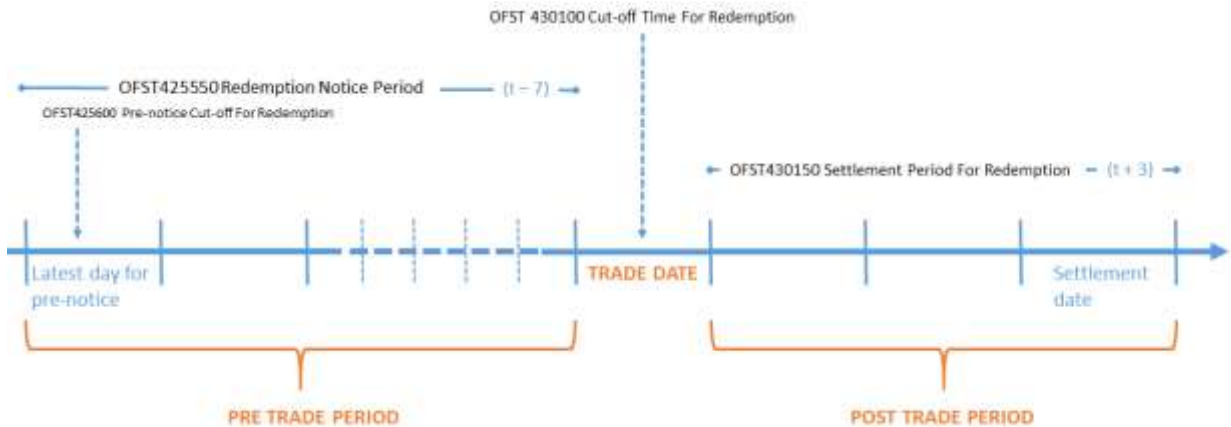 OFST 430100 Cut-off Time For Redemption
OFST425550 Redemption Notice Period (t – 7)
OFST425600 Pre-notice Cut-off For Redemption
OFST430150 Settlement Period For Redemption (t + 3)
Latest day for
pre-notice
TRADE DATE
Settlement
date
PRE TRADE PERIOD
POST TRADE PERIOD